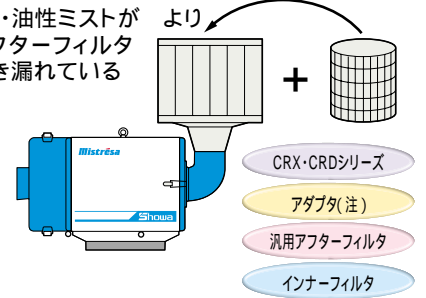 ・油性ミストが
フターフィルタ
き漏れている
より
+
Mistrësa
Showa
CRX・CRDシリーズ
アダプタ(注)
汎用アフターフィルタ
インナーフィルタ